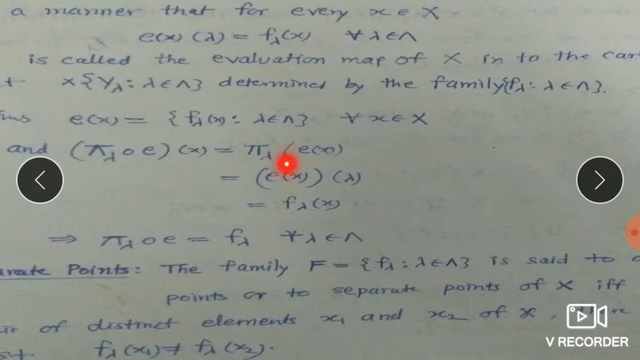 a manner that for every x ∈ X
e(x)(λ) = fλ(x) ∀ λ∈Λ
is called the evaluation map of X in to the
x{Yλ: λ∈Λ} determined by the family {fλ: λ∈Λ}.
e(x) = {fλ(x): λ∈Λ} ∀ x∈X
and (πλ o e)(x) = πλ (e(x))
= (e(x))(λ)
= fλ(x)
⇒ πλ o e = fλ ∀ λ∈Λ
Points: The family F = {fλ: λ∈Λ} is said to
points or to separate points of X iff
of distinct elements x1 and x2 of X,
fλ(x1) ≠ fλ(x2).
V RECORDER